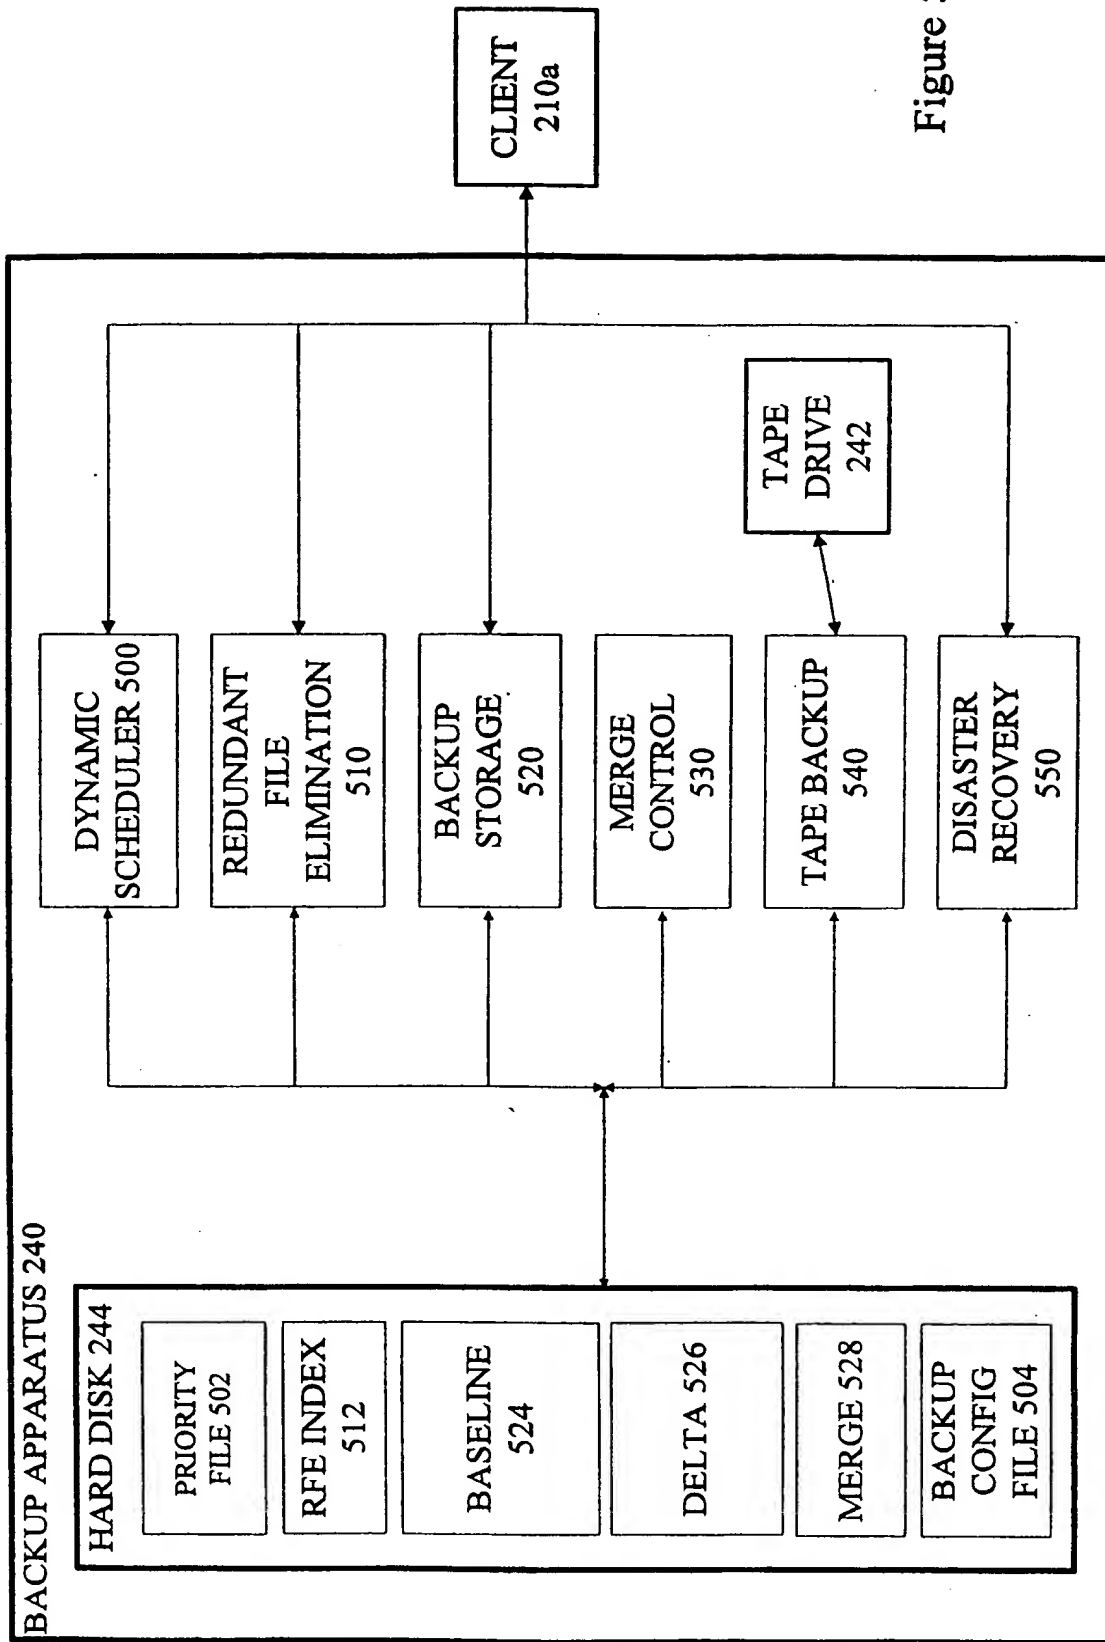 BACKUP APPARATUS 240
HARD DISK 244
PRIORITY
FILE 502
RFE INDEX
512
BASELINE
524
DELTA 526
MERGE 528
BACKUP
CONFIG
FILE 504
DYNAMIC
SCHEDULER 500
REDUNDANT
FILE
ELIMINATION
510
BACKUP
STORAGE
520
MERGE
CONTROL
530
TAPE BACKUP
540
DISASTER
RECOVERY
550
TAPE
DRIVE
242
CLIENT
210a
Figure